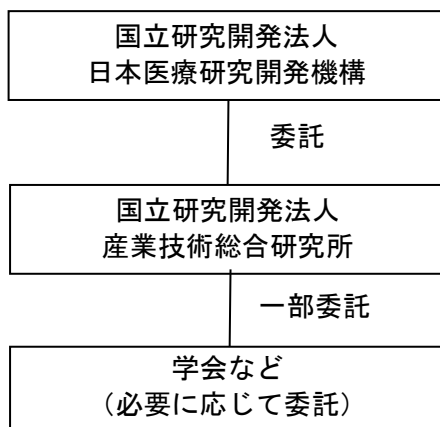 国立研究開発法人
日本医療研究開発機構
委託
国立研究開発法人
産業技術総合研究所
一部委託
学会など
（必要に応じて委託）